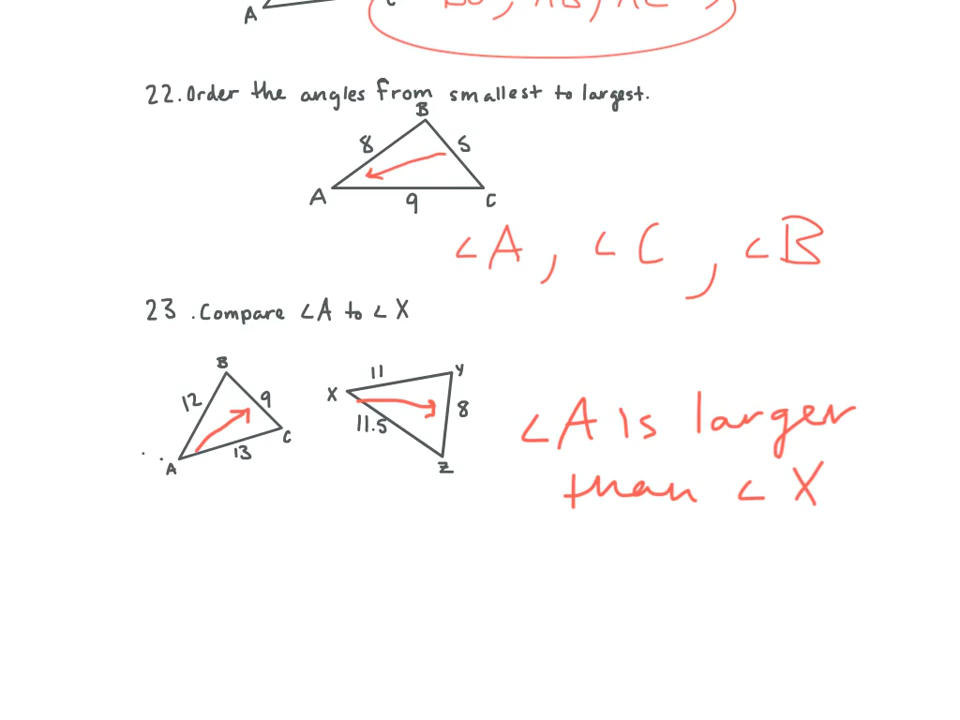 A
22. Order the angles from smallest to largest.
B
8
5
A
9
C
∠A, ∠C, ∠B
23. Compare ∠A to ∠X
B
12
9
C
13
A
X
11
Y
8
11.5
Z
∠A is larger
than ∠X